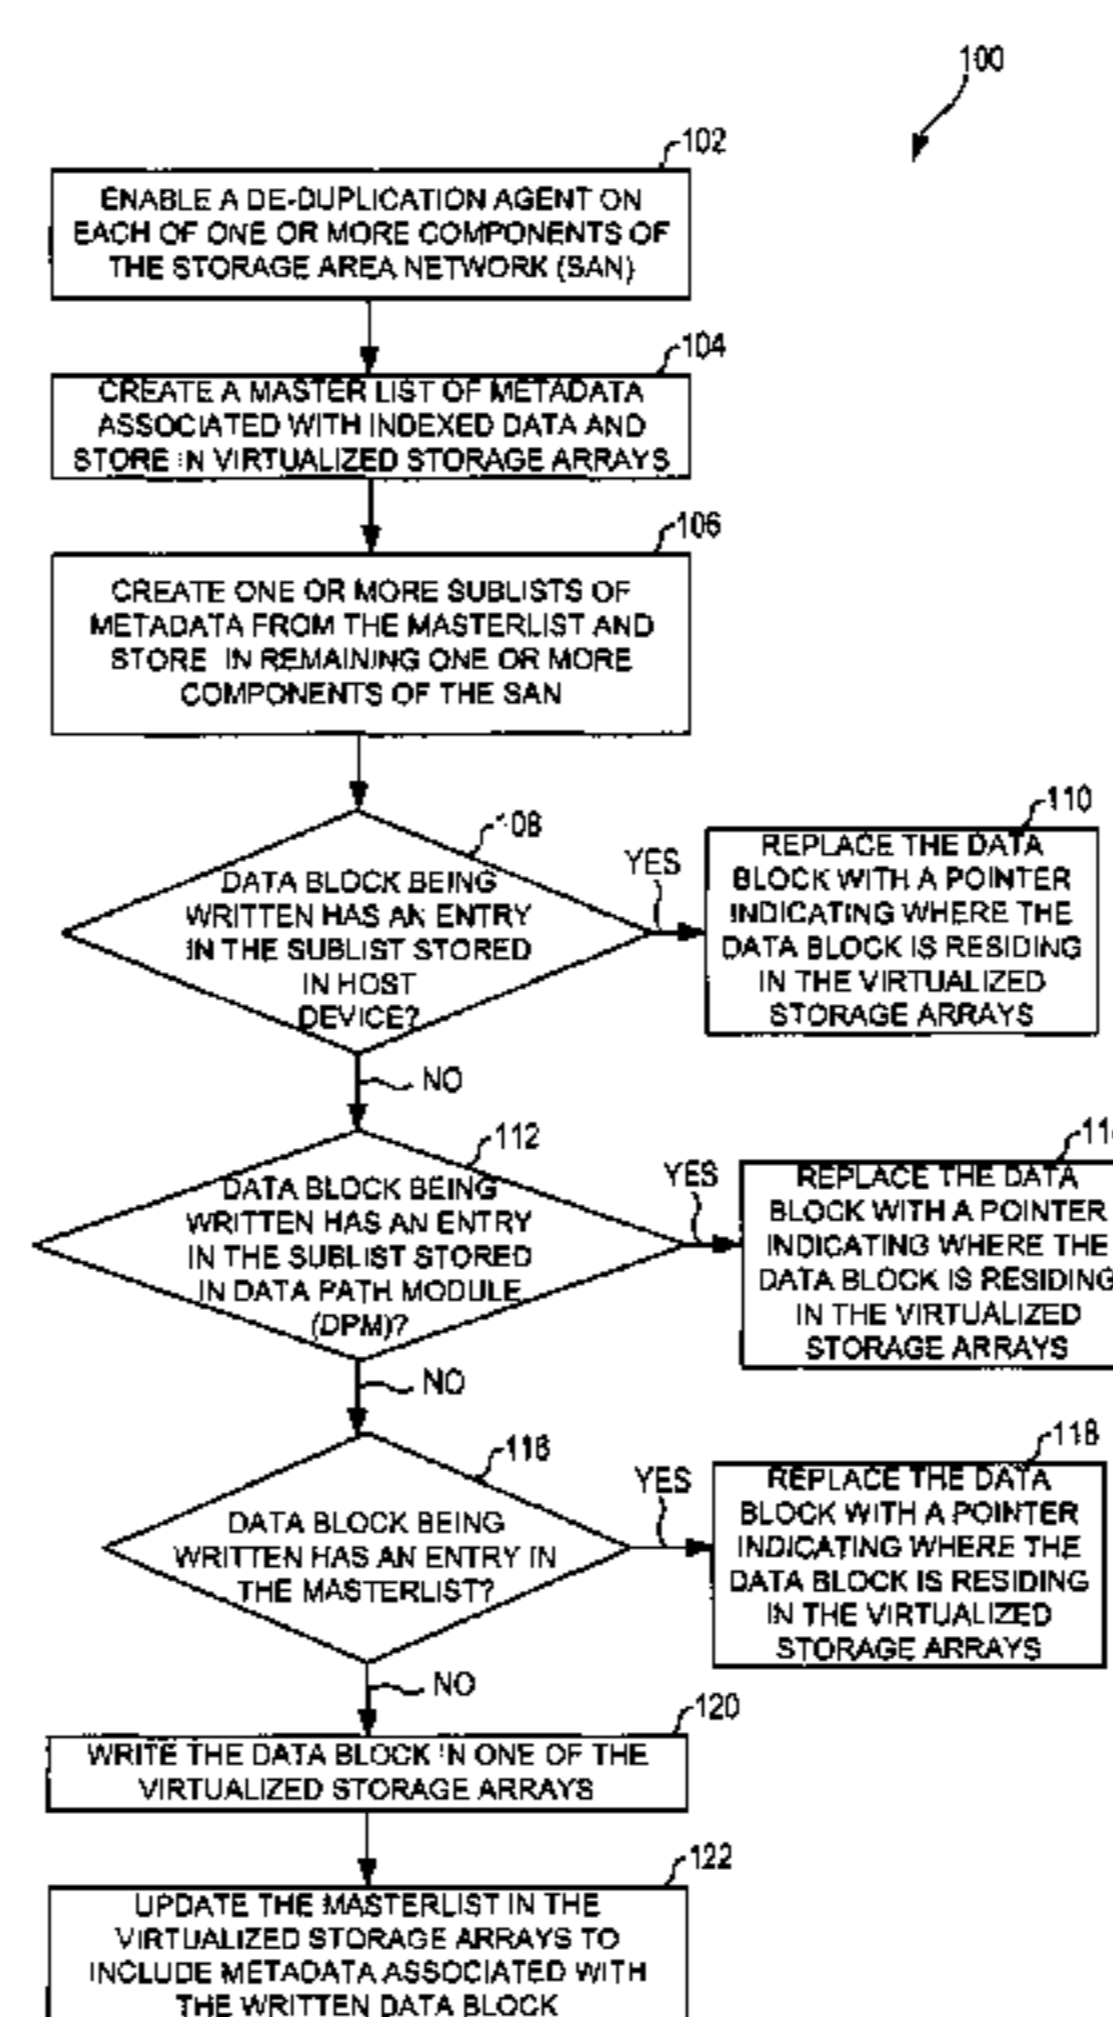 100
102
ENABLE A DE-DUPLICATION AGENT ON
EACH OF ONE OR MORE COMPONENTS OF
THE STORAGE AREA NETWORK (SAN)
104
CREATE A MASTER LIST OF METADATA
ASSOCIATED WITH INDEXED DATA AND
STORE IN VIRTUALIZED STORAGE ARRAYS
106
CREATE ONE OR MORE SUBLISTS OF
METADATA FROM THE MASTERLIST AND
STORE IN REMAINING ONE OR MORE
COMPONENTS OF THE SAN
108
DATA BLOCK BEING
WRITTEN HAS AN ENTRY
IN THE SUBLIST STORED
IN HOST
DEVICE?
YES
110
REPLACE THE DATA
BLOCK WITH A POINTER
INDICATING WHERE THE
DATA BLOCK IS RESIDING
IN THE VIRTUALIZED
STORAGE ARRAYS
NO
112
DATA BLOCK BEING
WRITTEN HAS AN ENTRY
IN THE SUBLIST STORED
IN DATA PATH MODULE
(DPM)?
YES
REPLACE THE DATA
BLOCK WITH A POINTER
INDICATING WHERE THE
DATA BLOCK IS RESIDING
IN THE VIRTUALIZED
STORAGE ARRAYS
NO
116
DATA BLOCK BEING
WRITTEN HAS AN ENTRY IN
THE MASTERLIST?
YES
118
REPLACE THE DATA
BLOCK WITH A POINTER
INDICATING WHERE THE
DATA BLOCK IS RESIDING
IN THE VIRTUALIZED
STORAGE ARRAYS
NO
120
WRITE THE DATA BLOCK IN ONE OF THE
VIRTUALIZED STORAGE ARRAYS
122
UPDATE THE MASTERLIST IN THE
VIRTUALIZED STORAGE ARRAYS TO
INCLUDE METADATA ASSOCIATED WITH
THE WRITTEN DATA BLOCK